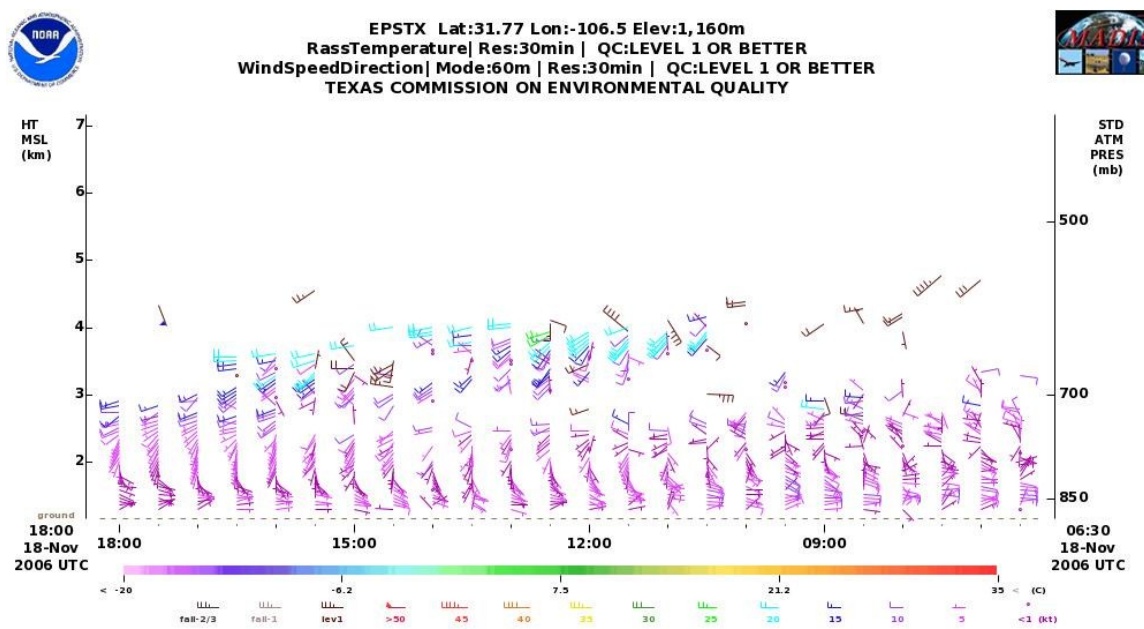 NOAA
EPSTX Lat:31.77 Lon:-106.5 Elev:1,160m
RassTemperature| Res:30min | QC:LEVEL 1 OR BETTER
WindSpeedDirection| Mode:60m | Res:30min | QC:LEVEL 1 OR BETTER
TEXAS COMMISSION ON ENVIRONMENTAL QUALITY
MADIS
HT
MSL
(km)
STD
ATM
PRES
(mb)
7
6
5
4
3
2
500
700
850
ground
18:00
18-Nov
2006 UTC
18:00
15:00
12:00
09:00
06:30
18-Nov
2006 UTC
< -20 -6.2 7.5 21.2 35 < (C)
fail-2/3 fail-1 lev1 >50 45 40 35 30 25 20 15 10 5 <1 (kt)